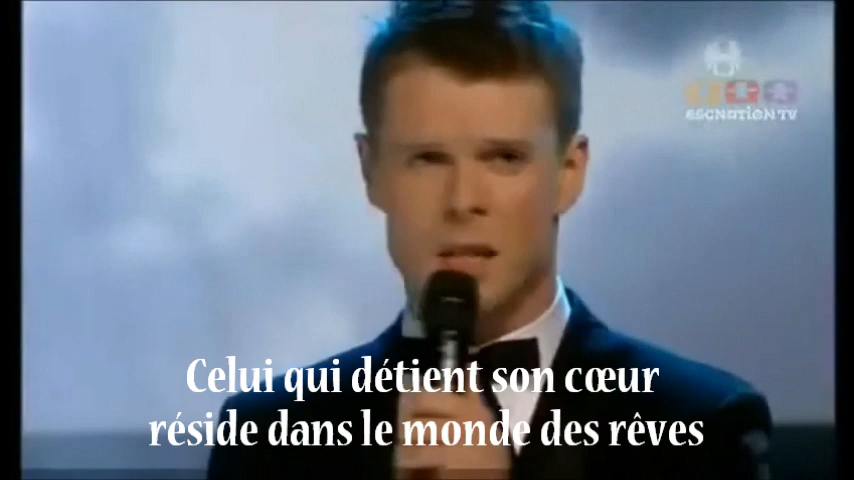 ESCNATION TV
Celui qui détient son cœur
réside dans le monde des rêves